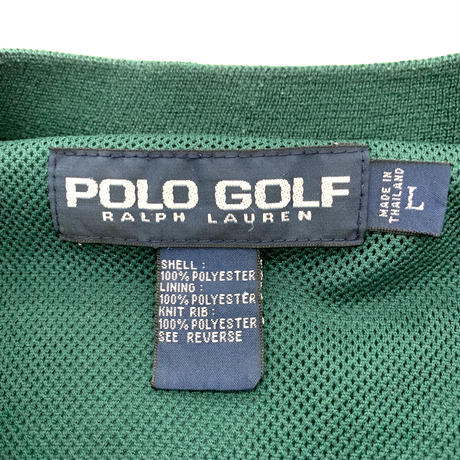 POLO GOLF
RALPH LAUREN
MADE IN
THAILAND
L
SHELL :
100% POLYESTER
LINING :
100% POLYESTER
KNIT RIB :
100% POLYESTER
SEE REVERSE